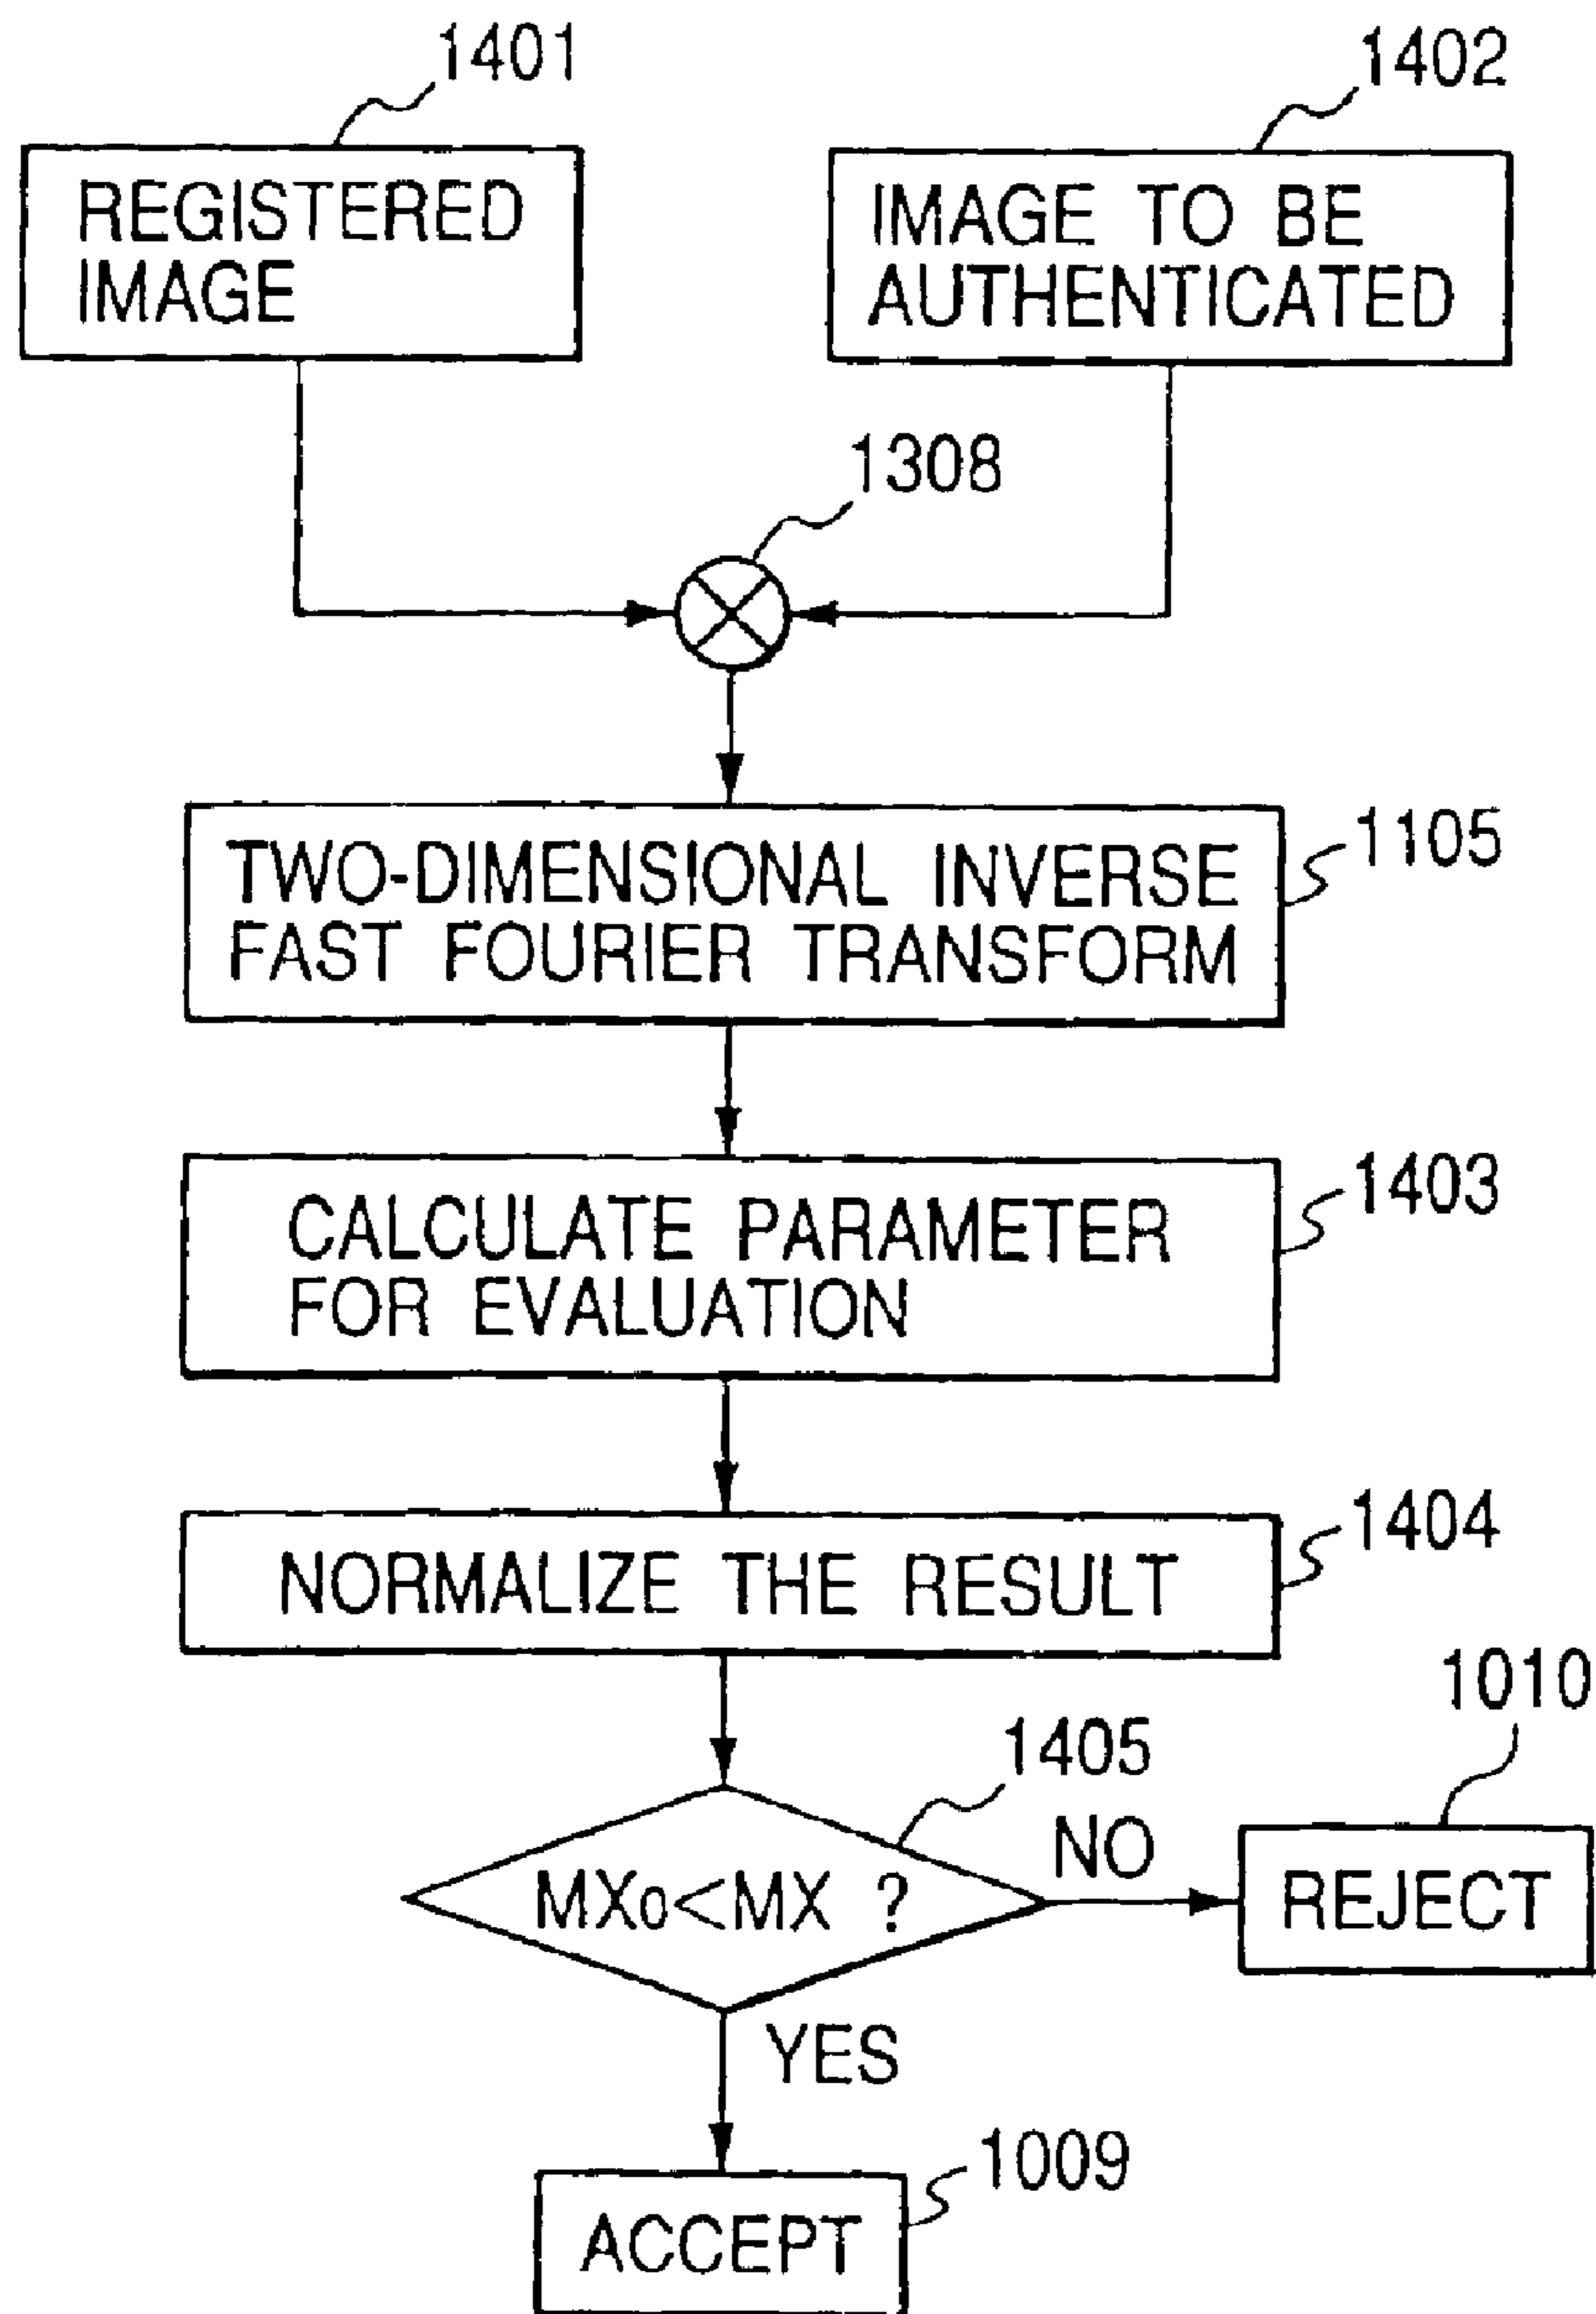 1401
1402
REGISTERED
IMAGE
IMAGE TO BE
AUTHENTICATED
1308
TWO-DIMENSIONAL INVERSE
FAST FOURIER TRANSFORM
1105
CALCULATE PARAMETER
FOR EVALUATION
1403
NORMALIZE THE RESULT
1404
1010
1405
NO
MX₀<MX ?
REJECT
YES
1009
ACCEPT